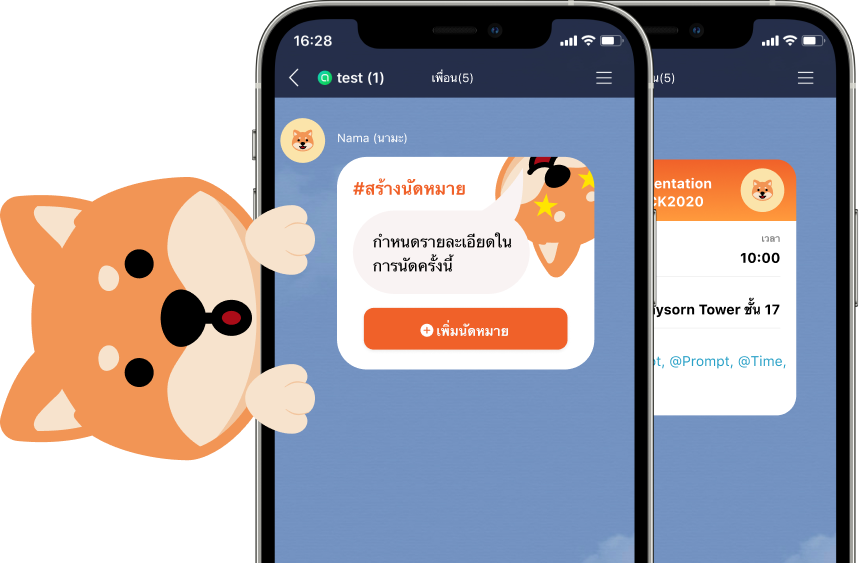 16:28
test (1)
เพื่อน(5)
Nama (นามะ)
#สร้างนัดหมาย
กำหนดรายละเอียดใน
การนัดครั้งนี้
เพิ่มนัดหมาย
(5)
entation
CK2020
เวลา
10:00
ysorn Tower ชั้น 17
@Prompt, @Time,